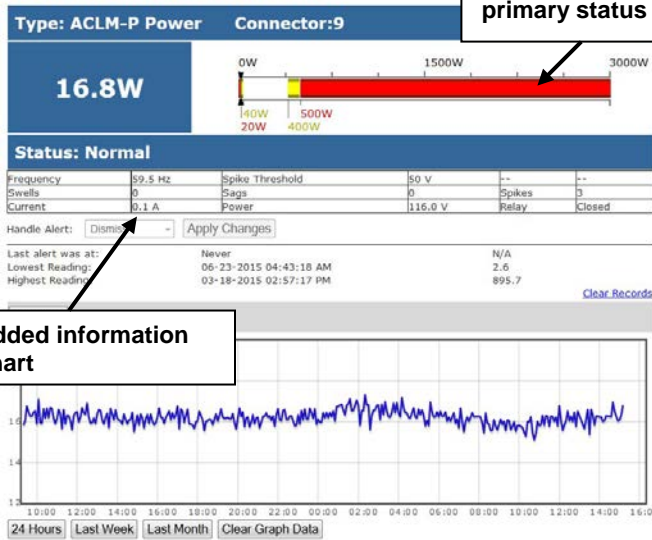 Type: ACLM-P Power Connector:9
primary status
0W 1500W 3000W
16.8W
40W 500W
20W 400W
Status: Normal
Frequency 59.5 Hz Spike Threshold 50 V -- --
Swells 0 Sags 0 Spikes 3
Current 0.1 A Power 116.0 V Relay Closed
Handle Alert: Apply Changes
Last alert was at: Never N/A
Lowest Reading: 06-23-2015 04:43:18 AM 2.6
Highest Reading: 03-18-2015 02:57:17 PM 895.7
Clear Records
information
16
14
12
10:00 12:00 14:00 16:00 18:00 20:00 22:00 00:00 02:00 04:00 06:00 08:00 10:00 12:00 14:00
24 Hours Last Week Last Month Clear Graph Data